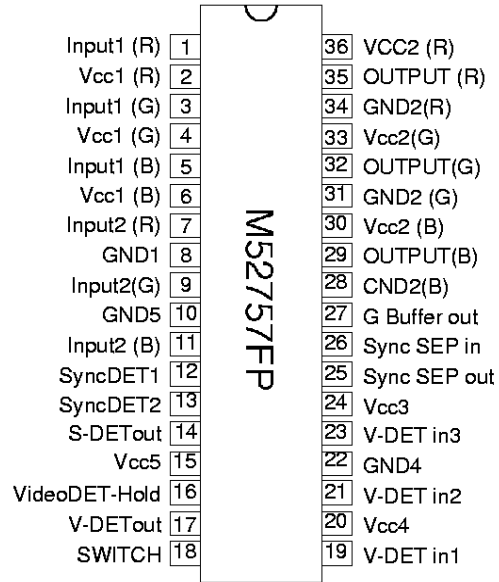 Input1 (R) 1
Vcc1 (R) 2
Input1 (G) 3
Vcc1 (G) 4
Input1 (B) 5
Vcc1 (B) 6
Input2 (R) 7
GND1 8
Input2(G) 9
GND5 10
Input2 (B) 11
SyncDET1 12
SyncDET2 13
S-DETout 14
Vcc5 15
VideoDET-Hold 16
V-DETout 17
SWITCH 18
M52757FP
36 VCC2 (R)
35 OUTPUT (R)
34 GND2(R)
33 Vcc2(G)
32 OUTPUT(G)
31 GND2 (G)
30 Vcc2 (B)
29 OUTPUT(B)
28 CND2(B)
27 G Buffer out
26 Sync SEP in
25 Sync SEP out
24 Vcc3
23 V-DET in3
22 GND4
21 V-DET in2
20 Vcc4
19 V-DET in1